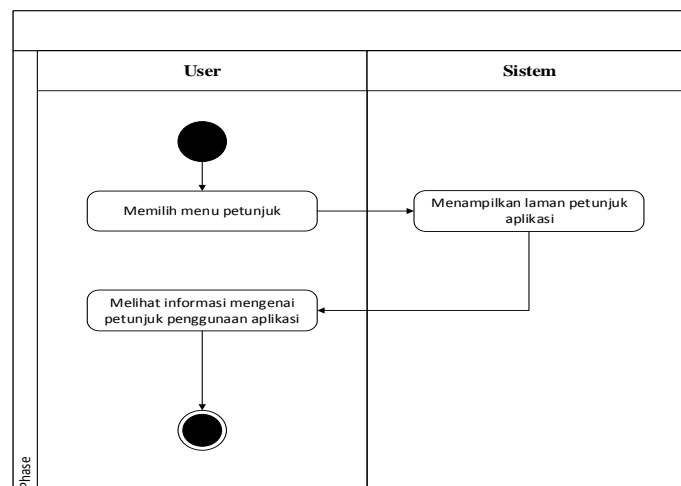 User
Sistem
Memilih menu petunjuk
Menampilkan laman petunjuk
aplikasi
Melihat informasi mengenai
petunjuk penggunaan aplikasi
Phase